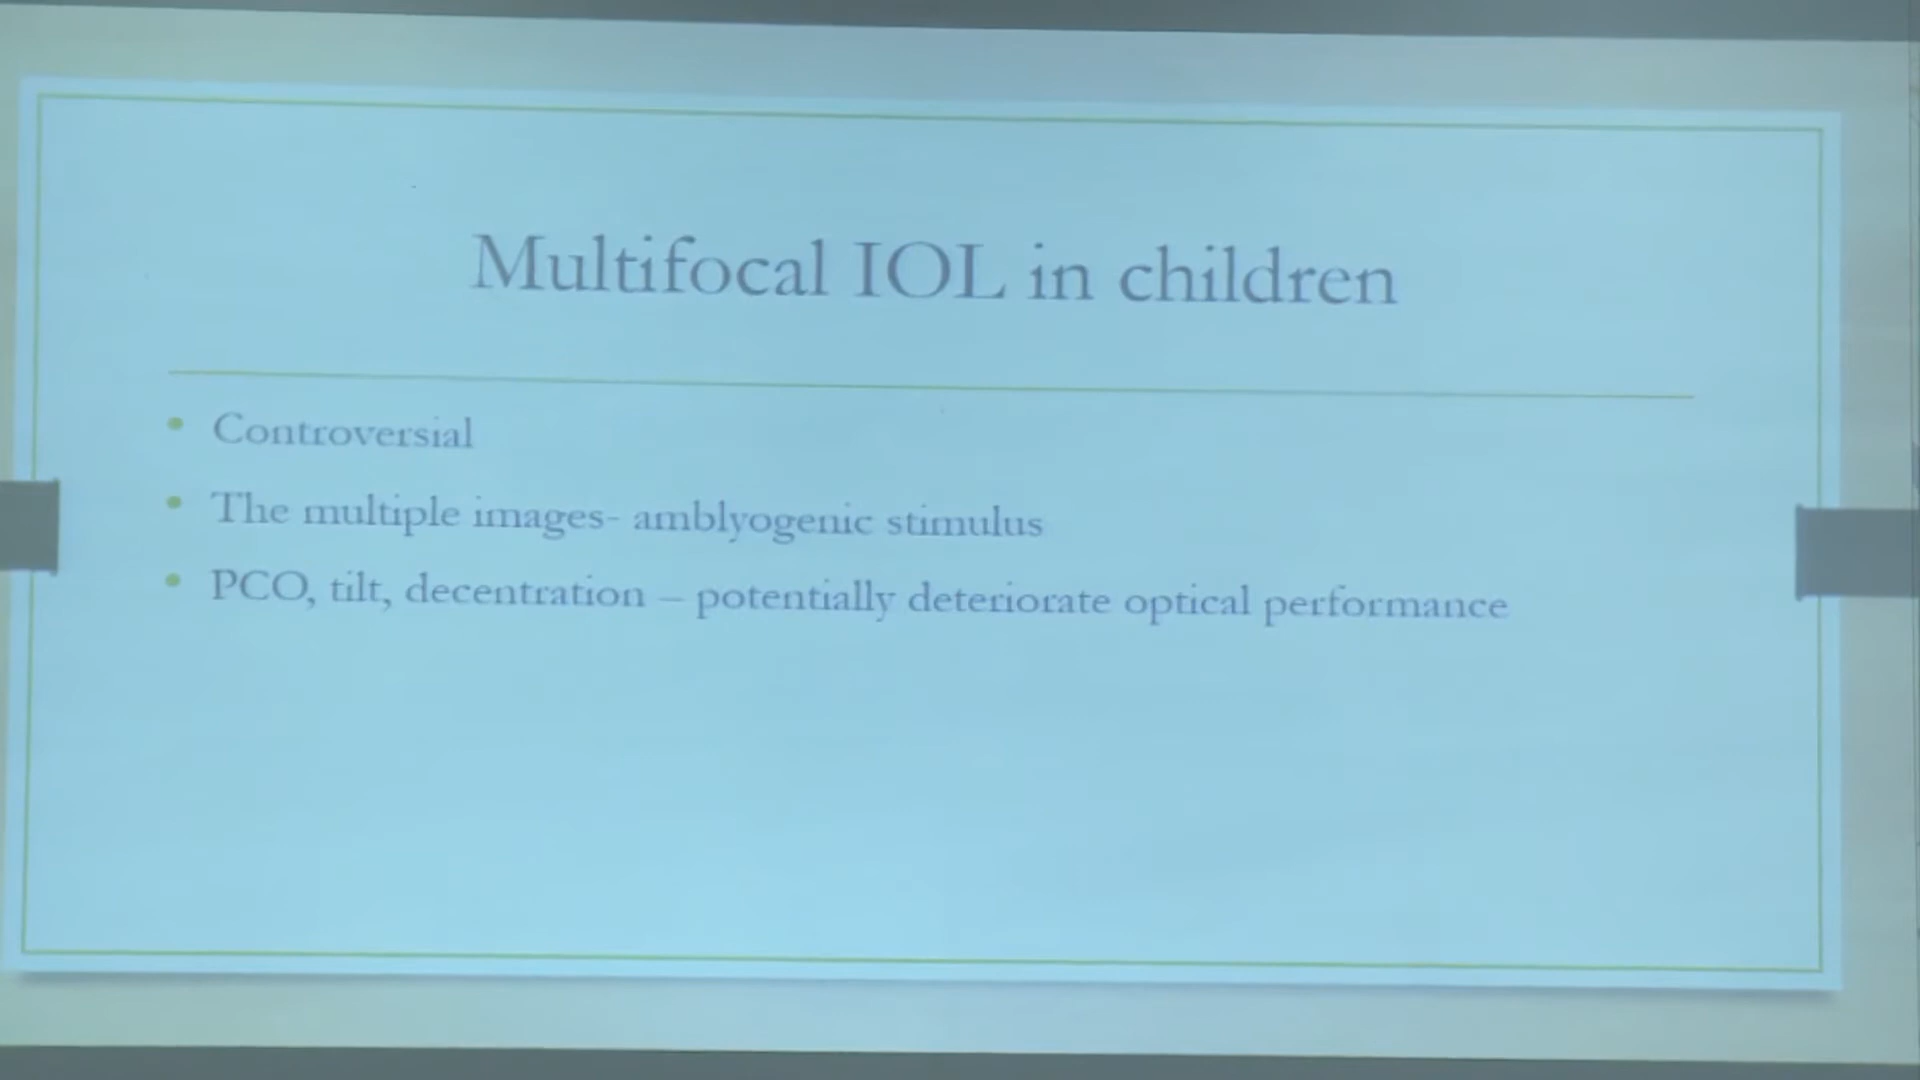 Multifocal IOL in children
• Controversial
• The multiple images- amblyogenic stimulus
• PCO, tilt, decentration – potentially deteriorate optical performance